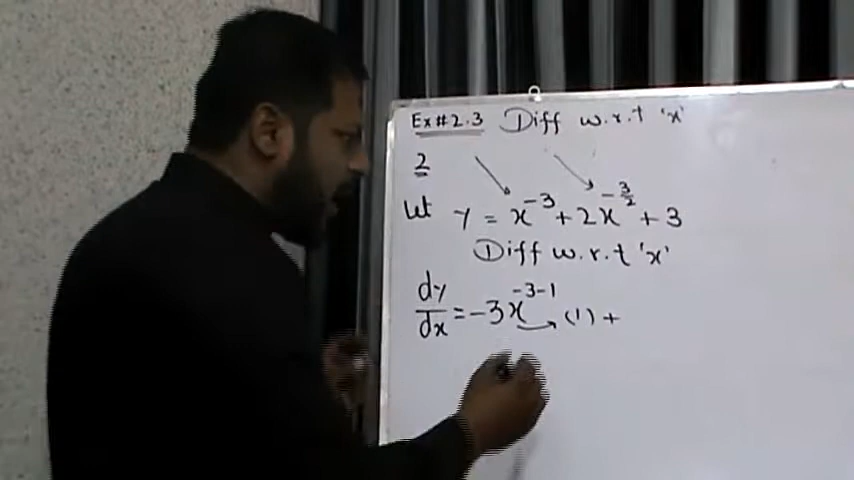 Ex#2.3 Diff w.r.t 'x'
2
Let y = x^{-3} + 2x^{-3/2} + 3
Diff w.r.t 'x'
dy/dx = -3x^{-3-1} (1) +